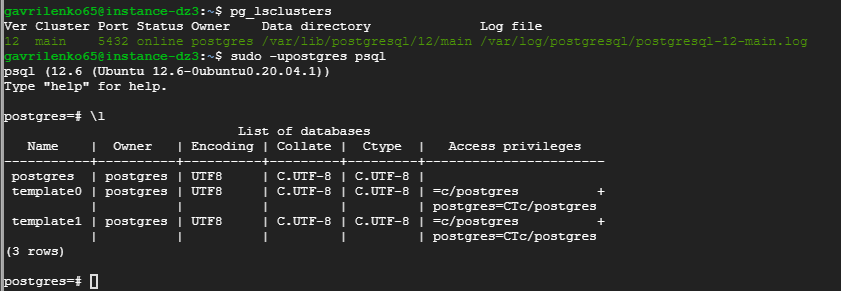 gavrilenko65@instance-dz3:~$ pg_lsclusters
Ver Cluster Port Status Owner    Data directory              Log file
12  main    5432 online postgres /var/lib/postgresql/12/main /var/log/postgresql/postgresql-12-main.log
gavrilenko65@instance-dz3:~$ sudo -upostgres psql
psql (12.6 (Ubuntu 12.6-0ubuntu0.20.04.1))
Type "help" for help.
postgres=# \l
                              List of databases
   Name    |  Owner   | Encoding | Collate |  Ctype  |   Access privileges
-----------+----------+----------+---------+---------+-----------------------
 postgres  | postgres | UTF8     | C.UTF-8 | C.UTF-8 |
 template0 | postgres | UTF8     | C.UTF-8 | C.UTF-8 | =c/postgres          +
           |          |          |         |         | postgres=CTc/postgres
 template1 | postgres | UTF8     | C.UTF-8 | C.UTF-8 | =c/postgres          +
           |          |          |         |         | postgres=CTc/postgres
(3 rows)
postgres=#